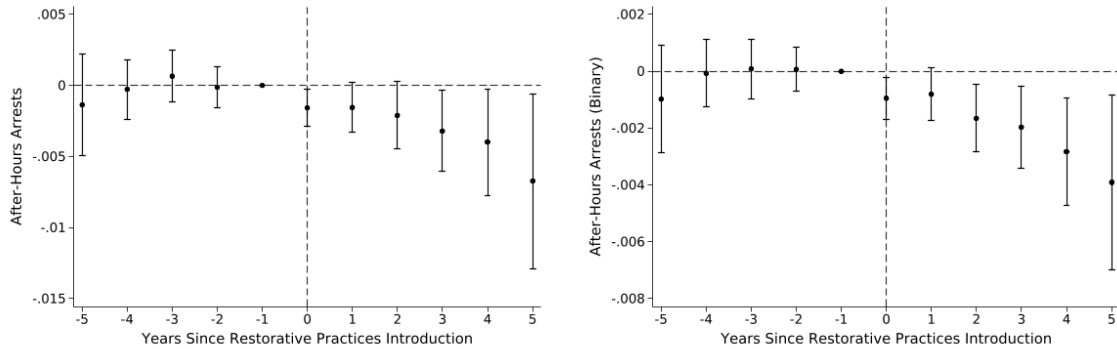 .005
0
-.005
-.01
-.015
After-Hours Arrests
-5 -4 -3 -2 -1 0 1 2 3 4 5
Years Since Restorative Practices Introduction
.002
0
-.002
-.004
-.006
-.008
After-Hours Arrests (Binary)
-5 -4 -3 -2 -1 0 1 2 3 4 5
Years Since Restorative Practices Introduction